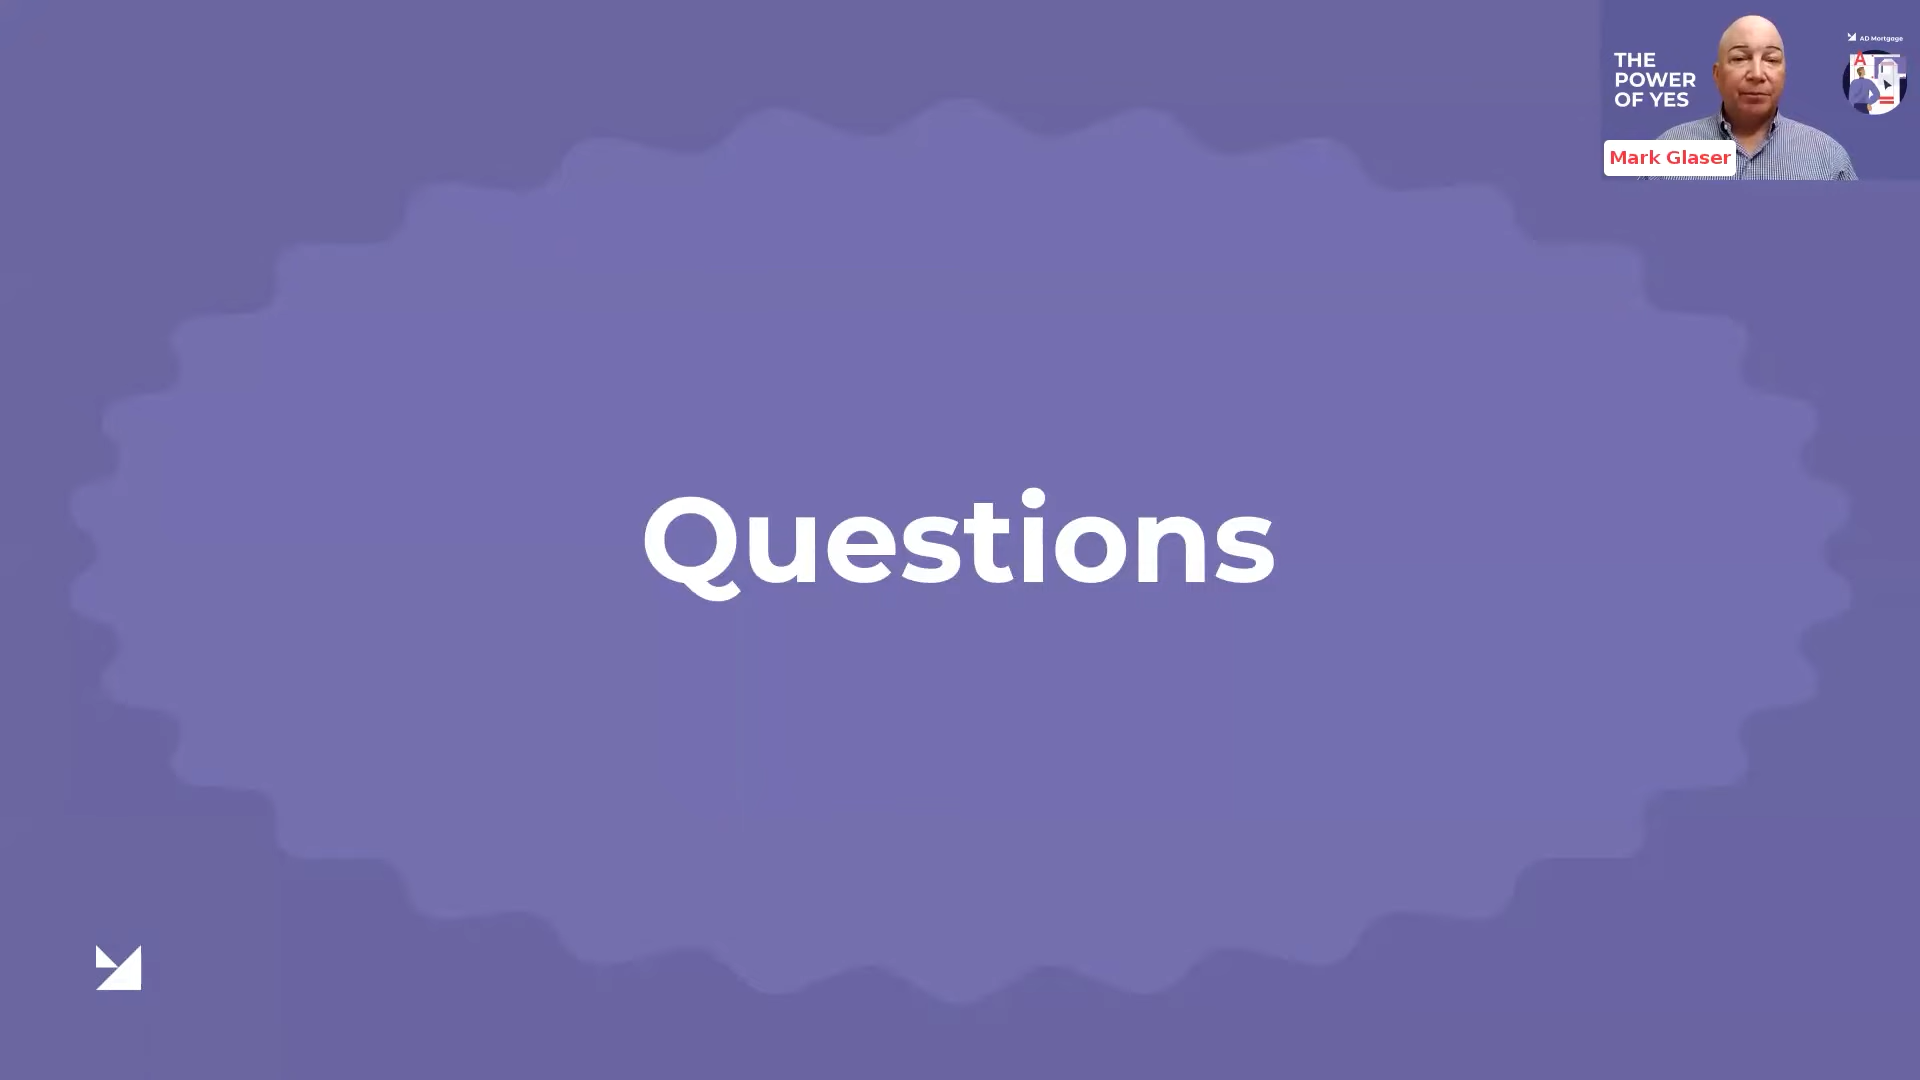 THE
POWER
OF YES
AD Mortgage
A
Mark Glaser
Questions